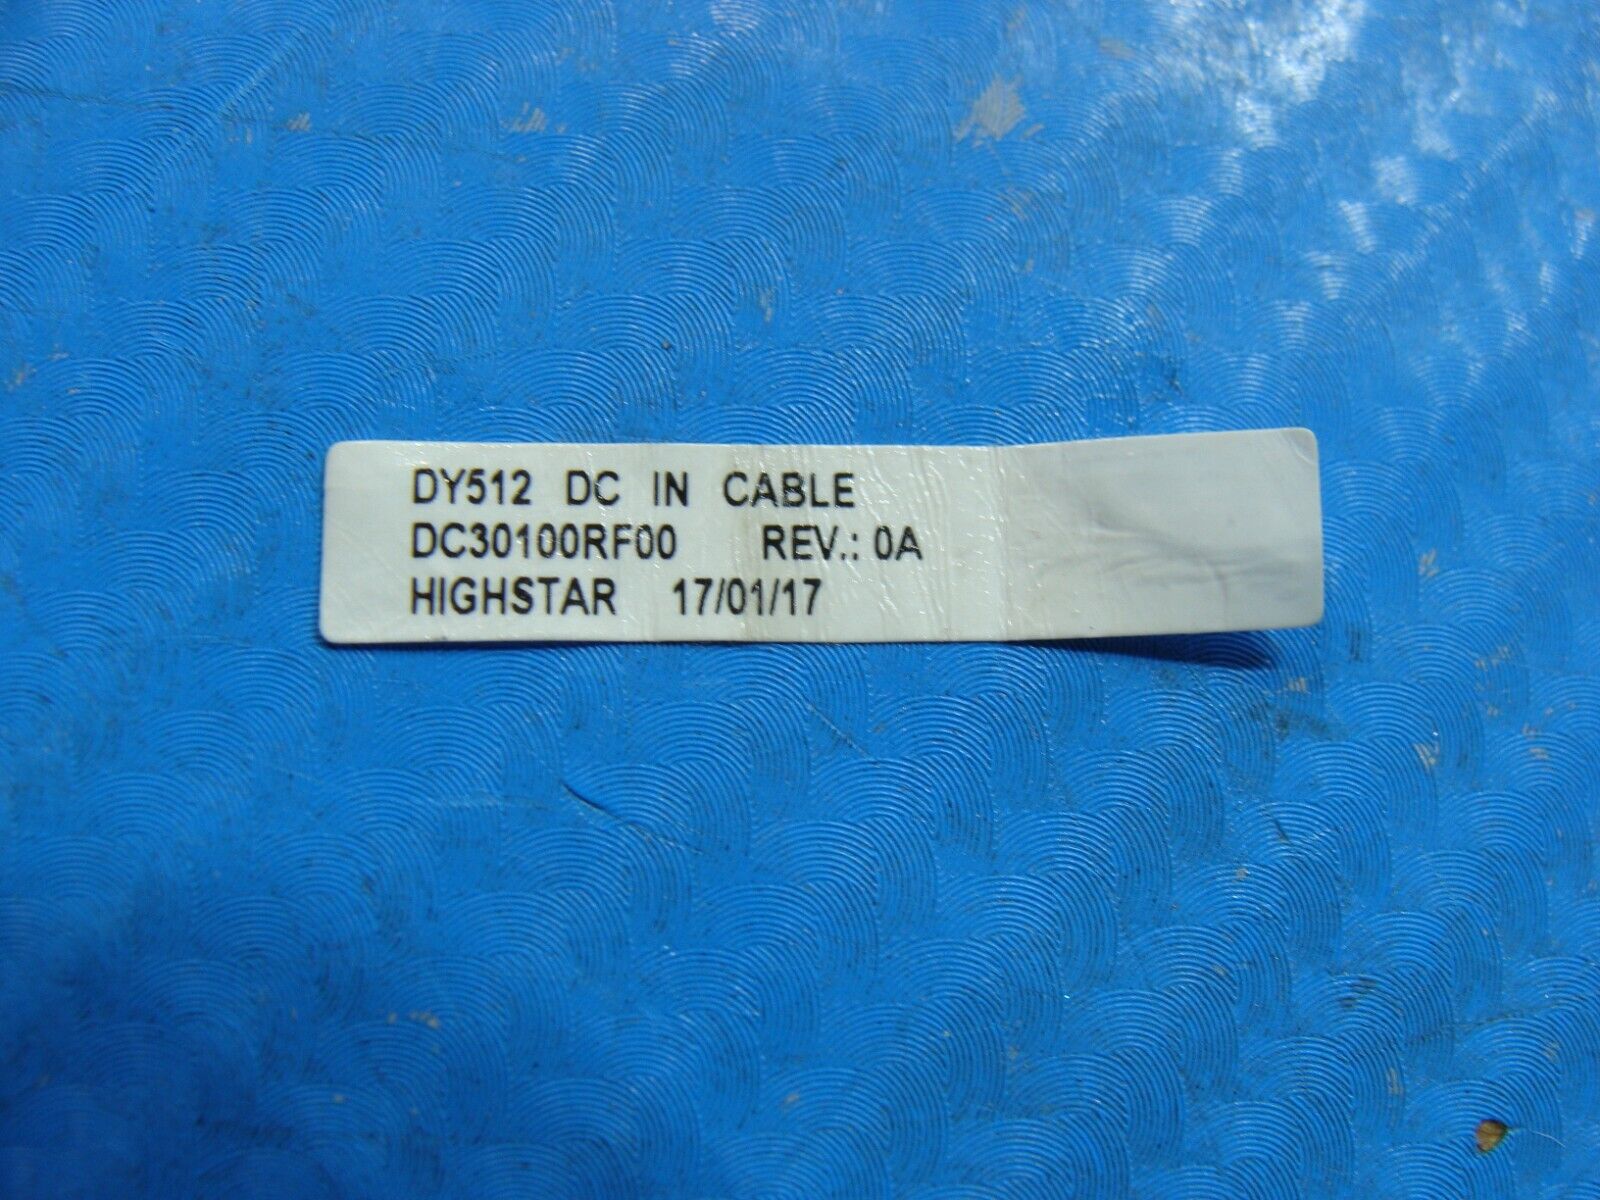 DY512 DC IN CABLE
DC30100RF00 REV.: 0A
HIGHSTAR 17/01/17